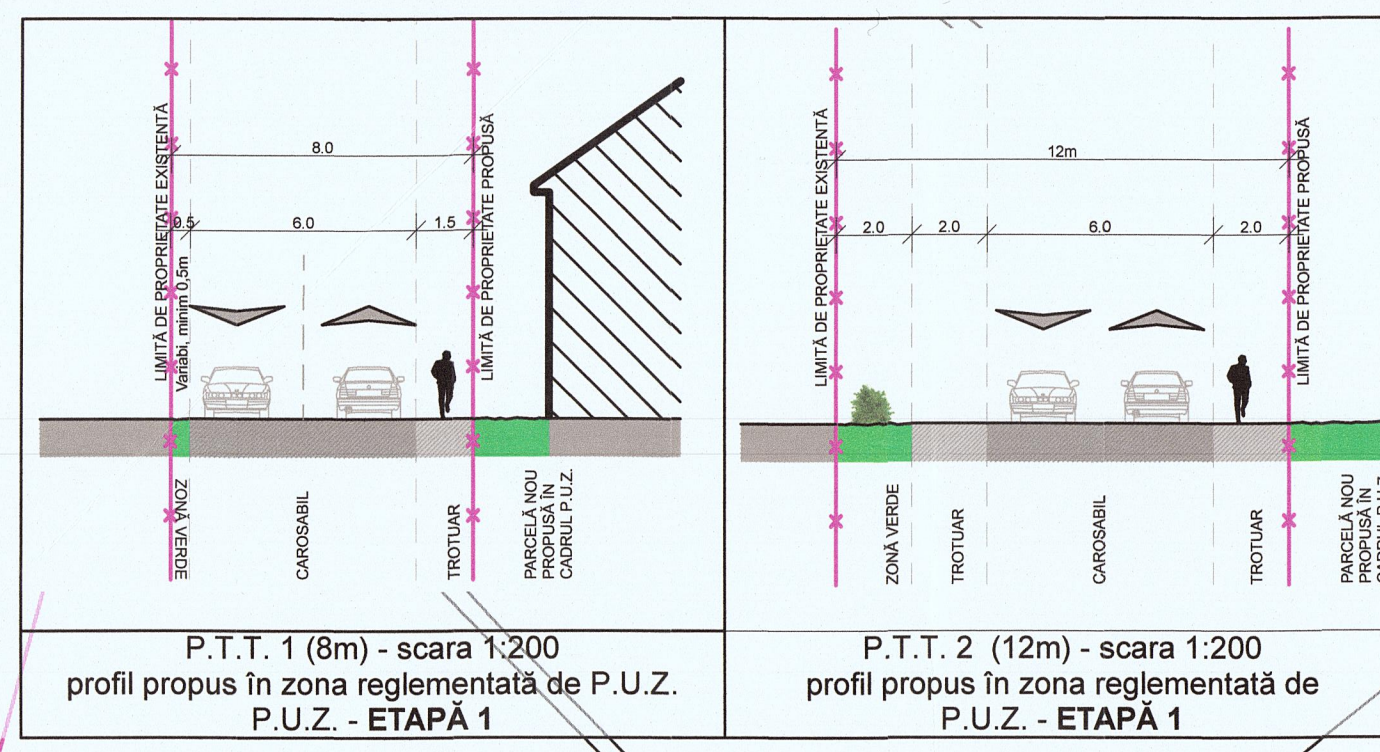 LIMITĂ DE PROPRIETATE EXISTENTĂ
Variabi, minim 0,5m
LIMITĂ DE PROPRIETATE PROPUSĂ
8.0
0.5
6.0
1.5
ZONĂ VERDE
CAROSABIL
TROTUAR
PARCELĂ NOU
PROPUSĂ ÎN
CADRUL P.U.Z.
P.T.T. 1 (8m) - scara 1:200
profil propus în zona reglementată de P.U.Z.
P.U.Z. - ETAPĂ 1
LIMITĂ DE PROPRIETATE EXISTENTĂ
LIMITĂ DE PROPRIETATE PROPUSĂ
12m
2.0
2.0
6.0
2.0
ZONĂ VERDE
TROTUAR
CAROSABIL
TROTUAR
PARCELĂ NOU
PROPUSĂ ÎN
P.T.T. 2 (12m) - scara 1:200
profil propus în zona reglementată de
P.U.Z. - ETAPĂ 1